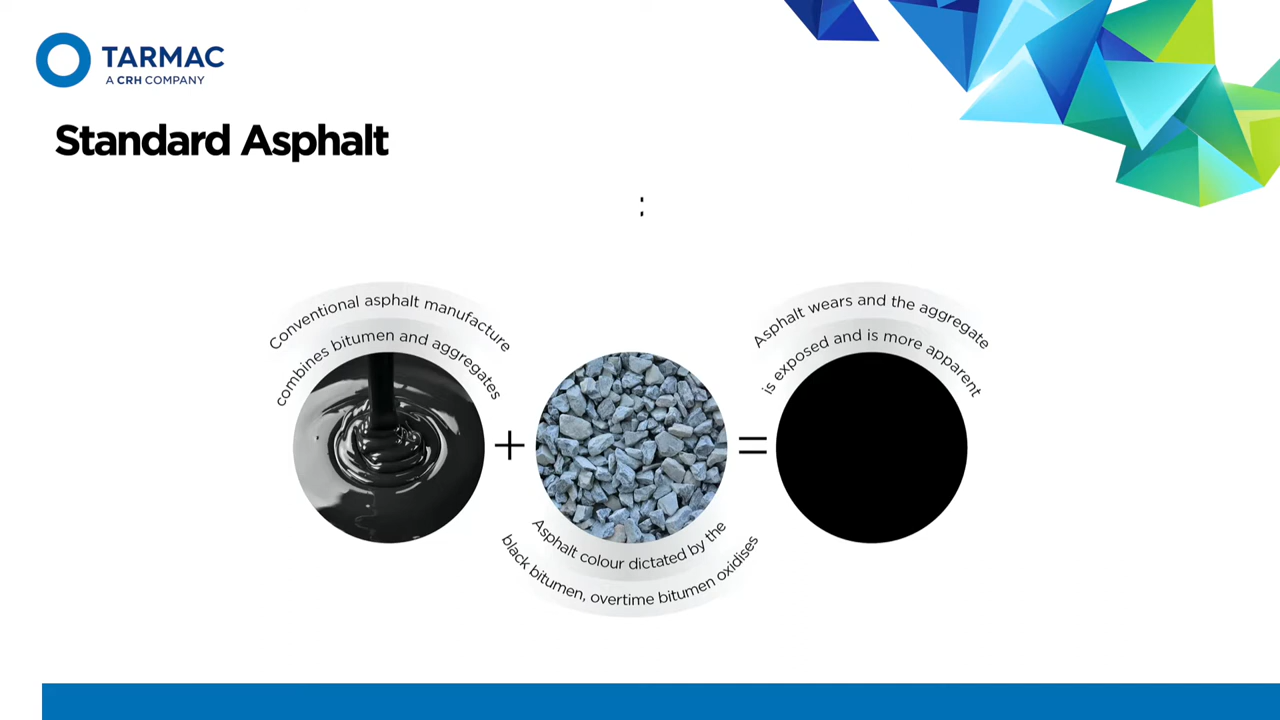 TARMAC
A CRH COMPANY
Standard Asphalt
:
Conventional asphalt manufacture
combines bitumen and aggregates
+
Asphalt colour dictated by the
black bitumen, overtime bitumen oxidises
=
Asphalt wears and the aggregate
is exposed and is more apparent